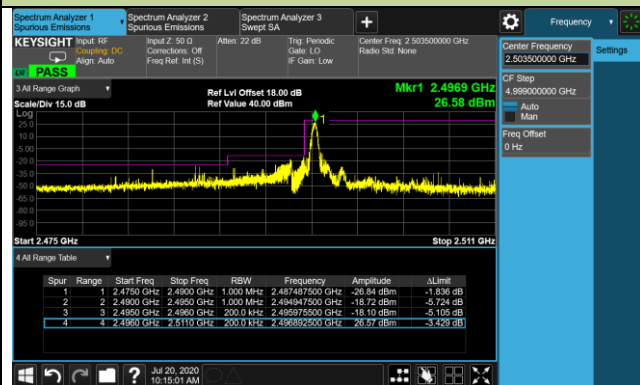 Spectrum Analyzer 1
Spurious Emissions
Spectrum Analyzer 2
Spurious Emissions
Spectrum Analyzer 3
Swept SA
Frequency
KEYSIGHT
Input: RF
Coupling: DC
Align: Auto
Input Z: 50 Ω
Corrections: Off
Freq Ref: Int (S)
Atten: 22 dB
Trig: Periodic
Gate: LO
IF Gain: Low
Center Freq: 2.503500000 GHz
Radio Std: None
LV PASS
Center Frequency
2.503500000 GHz
Settings
CF Step
4.999000000 GHz
Auto
Man
Freq Offset
0 Hz
3 All Range Graph
Scale/Div 15.0 dB
Ref Lvl Offset 18.00 dB
Ref Value 40.00 dBm
Mkr1 2.4969 GHz
26.58 dBm
Log
25.0
10.0
-5.00
-20.0
-35.0
-50.0
-65.0
-80.0
-95.0
1
Start 2.475 GHz
Stop 2.511 GHz
4 All Range Table
Spur Range Start Freq Stop Freq RBW Frequency Amplitude ΔLimit
1 1 2.4750 GHz 2.4900 GHz 1.000 MHz 2.487487500 GHz -26.84 dBm -1.836 dB
2 2 2.4900 GHz 2.4950 GHz 1.000 MHz 2.494947500 GHz -18.72 dBm -5.724 dB
3 3 2.4950 GHz 2.4960 GHz 200.0 kHz 2.495975500 GHz -18.10 dBm -5.105 dB
4 4 2.4960 GHz 2.5110 GHz 200.0 kHz 2.496892500 GHz 26.57 dBm -3.429 dB
Jul 20, 2020
10:15:01 AM